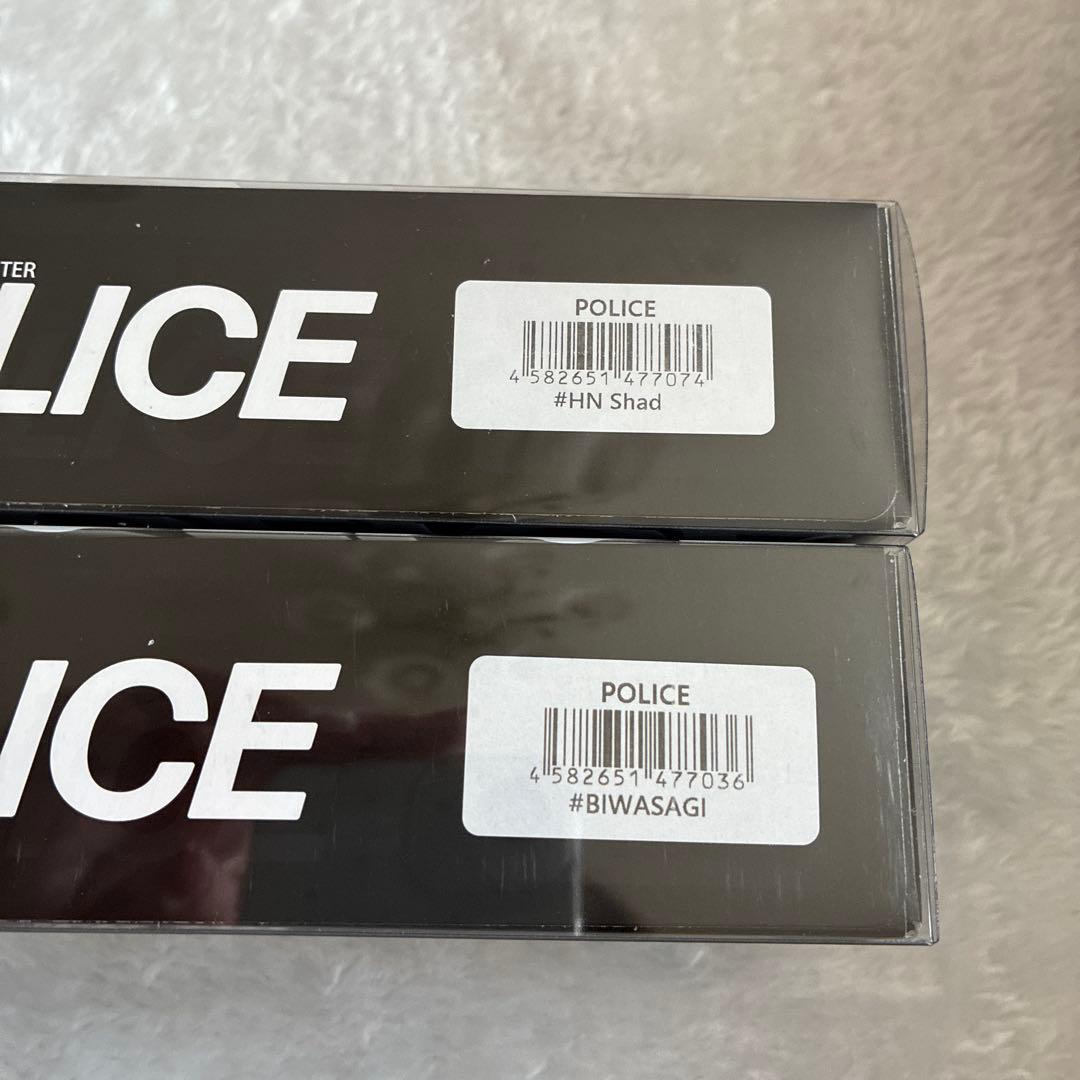 TER
LICE
POLICE
4 582651 477074
#HN Shad
ICE
POLICE
4 582651 477036
#BIWASAGI